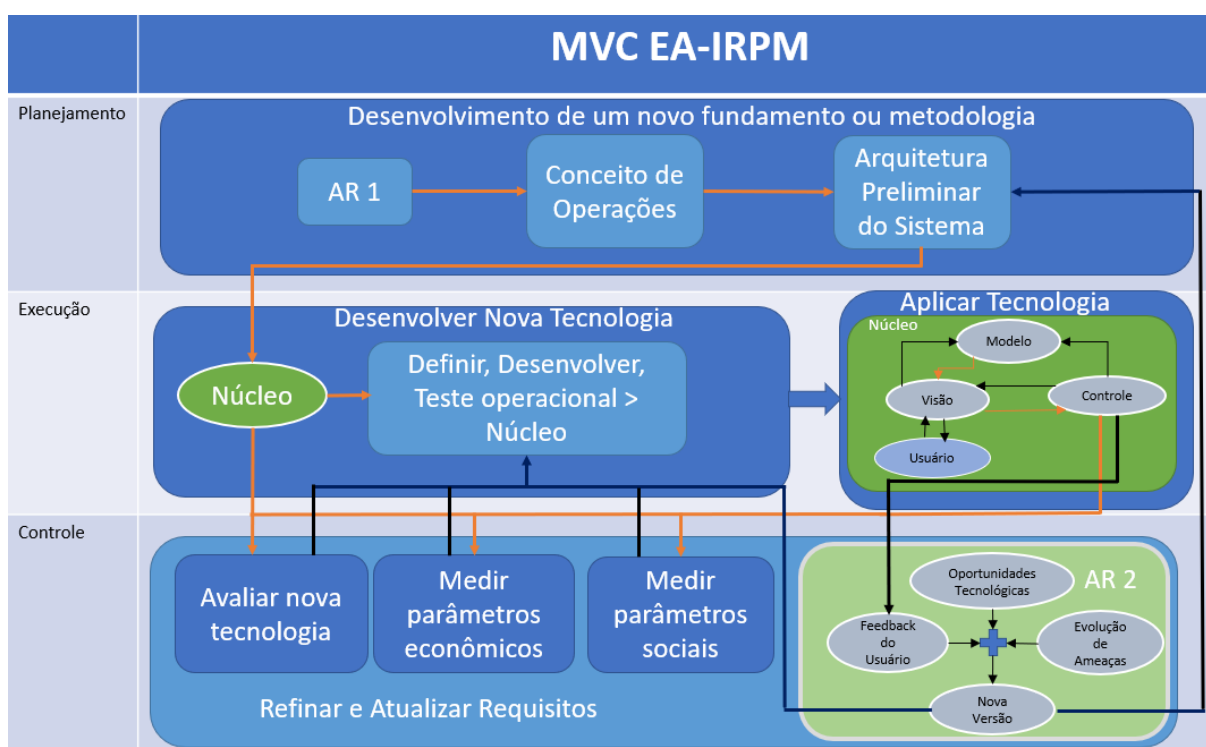 MVC EA-IRPM
Planejamento
Desenvolvimento de um novo fundamento ou metodologia
AR 1
Conceito de
Operações
Arquitetura
Preliminar
do Sistema
Execução
Desenvolver Nova Tecnologia
Núcleo
Definir, Desenvolver,
Teste operacional >
Núcleo
Aplicar Tecnologia
Núcleo
Modelo
Visão
Controle
Usuário
Controle
Avaliar nova
tecnologia
Medir
parâmetros
econômicos
Medir
parâmetros
sociais
Refinar e Atualizar Requisitos
AR 2
Oportunidades
Tecnológicas
Feedback
do
Usuário
Evolução
de
Ameaças
Nova
Versão